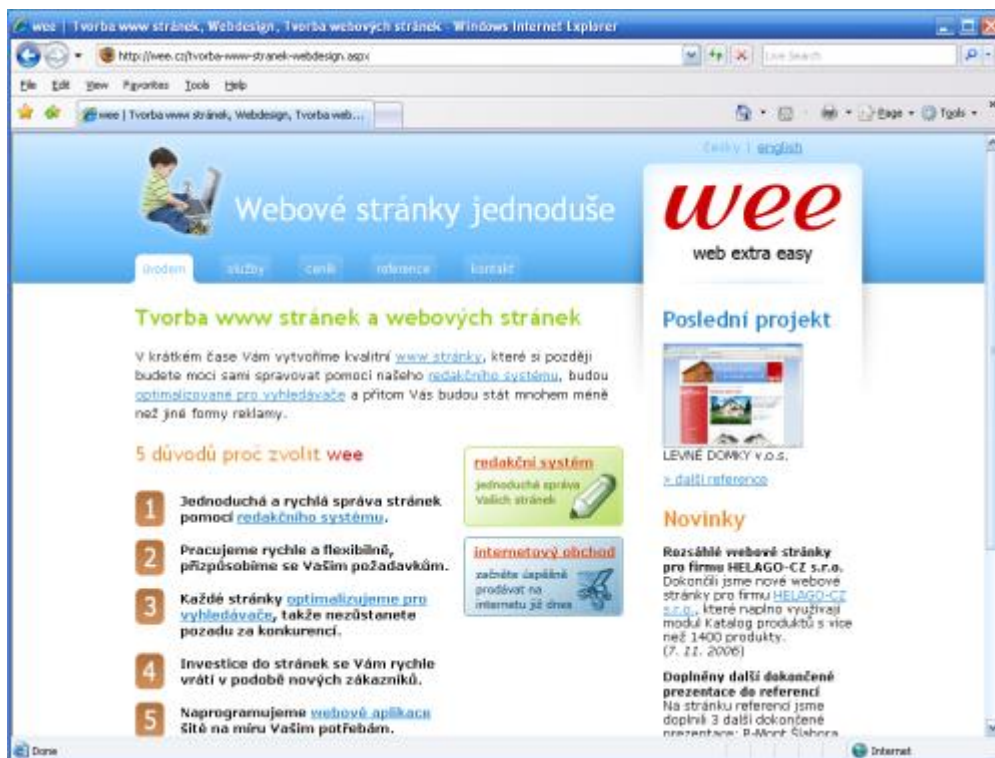 wee | Tvorba www stránek, Webdesign, Tvorba webových stránek - Windows Internet Explorer
http://wee.cz/tvorba-www-stranek-webdesign.aspx
Live Search
File Edit View Favorites Tools Help
wee | Tvorba www stránek, Webdesign, Tvorba web...
Page Tools
česky | english
Webové stránky jednoduše
wee
web extra easy
úvodem služby ceník reference kontakt
Tvorba www stránek a webových stránek
V krátkém čase Vám vytvoříme kvalitní www stránky, které si později
budete moci sami spravovat pomocí našeho redakčního systému, budou
optimalizované pro vyhledávače a přitom Vás budou stát mnohem méně
než jiné formy reklamy.
5 důvodů proč zvolit wee
1 Jednoduchá a rychlá správa stránek
pomocí redakčního systému.
2 Pracujeme rychle a flexibilně,
přizpůsobíme se Vašim požadavkům.
3 Každé stránky optimalizujeme pro
vyhledávače, takže nezůstanete
pozadu za konkurencí.
4 Investice do stránek se Vám rychle
vrátí v podobě nových zákazníků.
5 Naprogramujeme webové aplikace
šité na míru Vašim potřebám.
redakční systém
jednoduchá správa
Vašich stránek
internetový obchod
začněte úspěšně
prodávat na
internetu již dnes
Poslední projekt
LEVNÉ DOMKY v.o.s.
> další reference
Novinky
Rozsáhlé webové stránky
pro firmu HELAGO-CZ s.r.o.
Dokončili jsme nové webové
stránky pro firmu HELAGO-CZ
s.r.o., které naplno využívají
modul Katalog produktů s více
než 1400 produkty.
(7. 11. 2006)
Doplněny další dokončené
prezentace do referencí
Na stránku referencí jsme
doplnili 3 další dokončené
prezentace: P-Mont Šlabora
Done
Internet